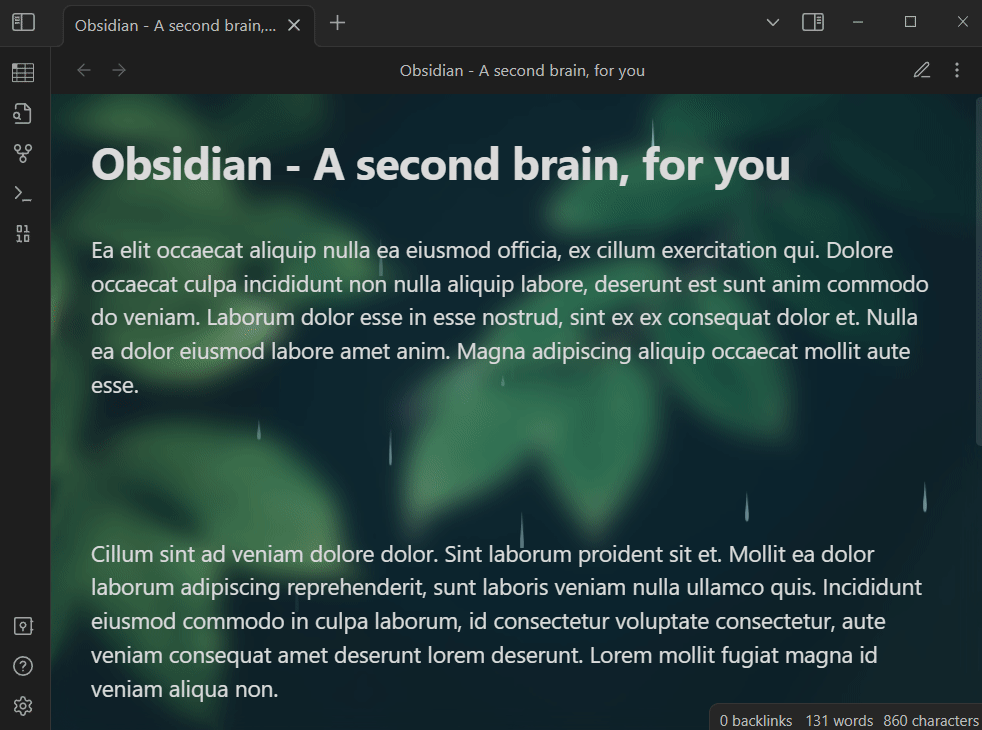 Obsidian - A second brain,...
Obsidian - A second brain, for you
Obsidian - A second brain, for you
Ea elit occaecat aliquip nulla ea eiusmod officia, ex cillum exercitation qui. Dolore
occaecat culpa incididunt non nulla aliquip labore, deserunt est sunt anim commodo
do veniam. Laborum dolor esse in esse nostrud, sint ex ex consequat dolor et. Nulla
ea dolor eiusmod labore amet anim. Magna adipiscing aliquip occaecat mollit aute
esse.
Cillum sint ad veniam dolore dolor. Sint laborum proident sit et. Mollit ea dolor
laborum adipiscing reprehenderit, sunt laboris veniam nulla ullamco quis. Incididunt
eiusmod commodo in culpa laborum, id consectetur voluptate consectetur, aute
veniam consequat amet deserunt lorem deserunt. Lorem mollit fugiat magna id
veniam aliqua non.
0 backlinks 131 words 860 characters